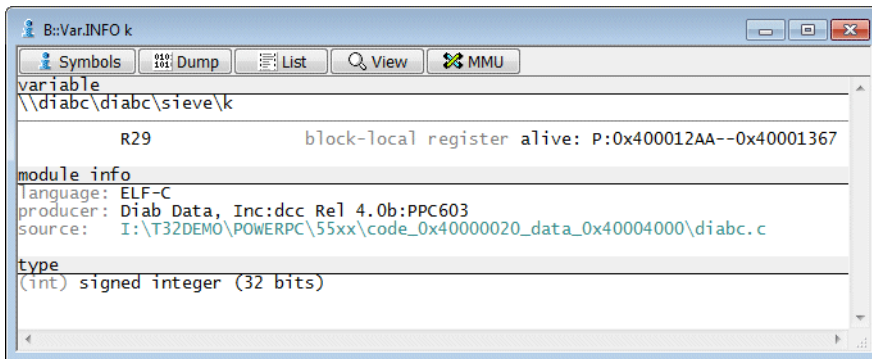 B::Var.INFO k
Symbols Dump List View MMU
variable
\\diabc\diabc\sieve\k
R29 block-local register alive: P:0x400012AA--0x40001367
module info
language: ELF-C
producer: Diab Data, Inc:dcc Rel 4.0b:PPC603
source: I:\T32DEMO\POWERPC\55xx\code_0x40000020_data_0x40004000\diabc.c
type
(int) signed integer (32 bits)